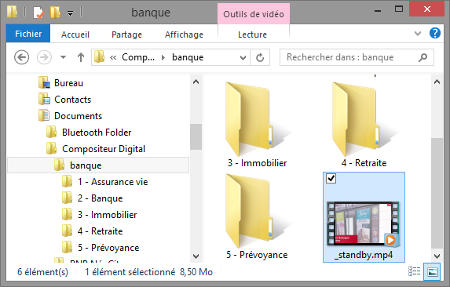 banque
Outils de vidéo
Fichier
Accueil
Partage
Affichage
Lecture
« Comp... ▸ banque
Rechercher dans : banque
Bureau
Contacts
Documents
Bluetooth Folder
Compositeur Digital
banque
1 - Assurance vie
2 - Banque
3 - Immobilier
4 - Retraite
5 - Prévoyance
3 - Immobilier
4 - Retraite
5 - Prévoyance
_standby.mp4
6 élément(s)
1 élément sélectionné 8,50 Mo